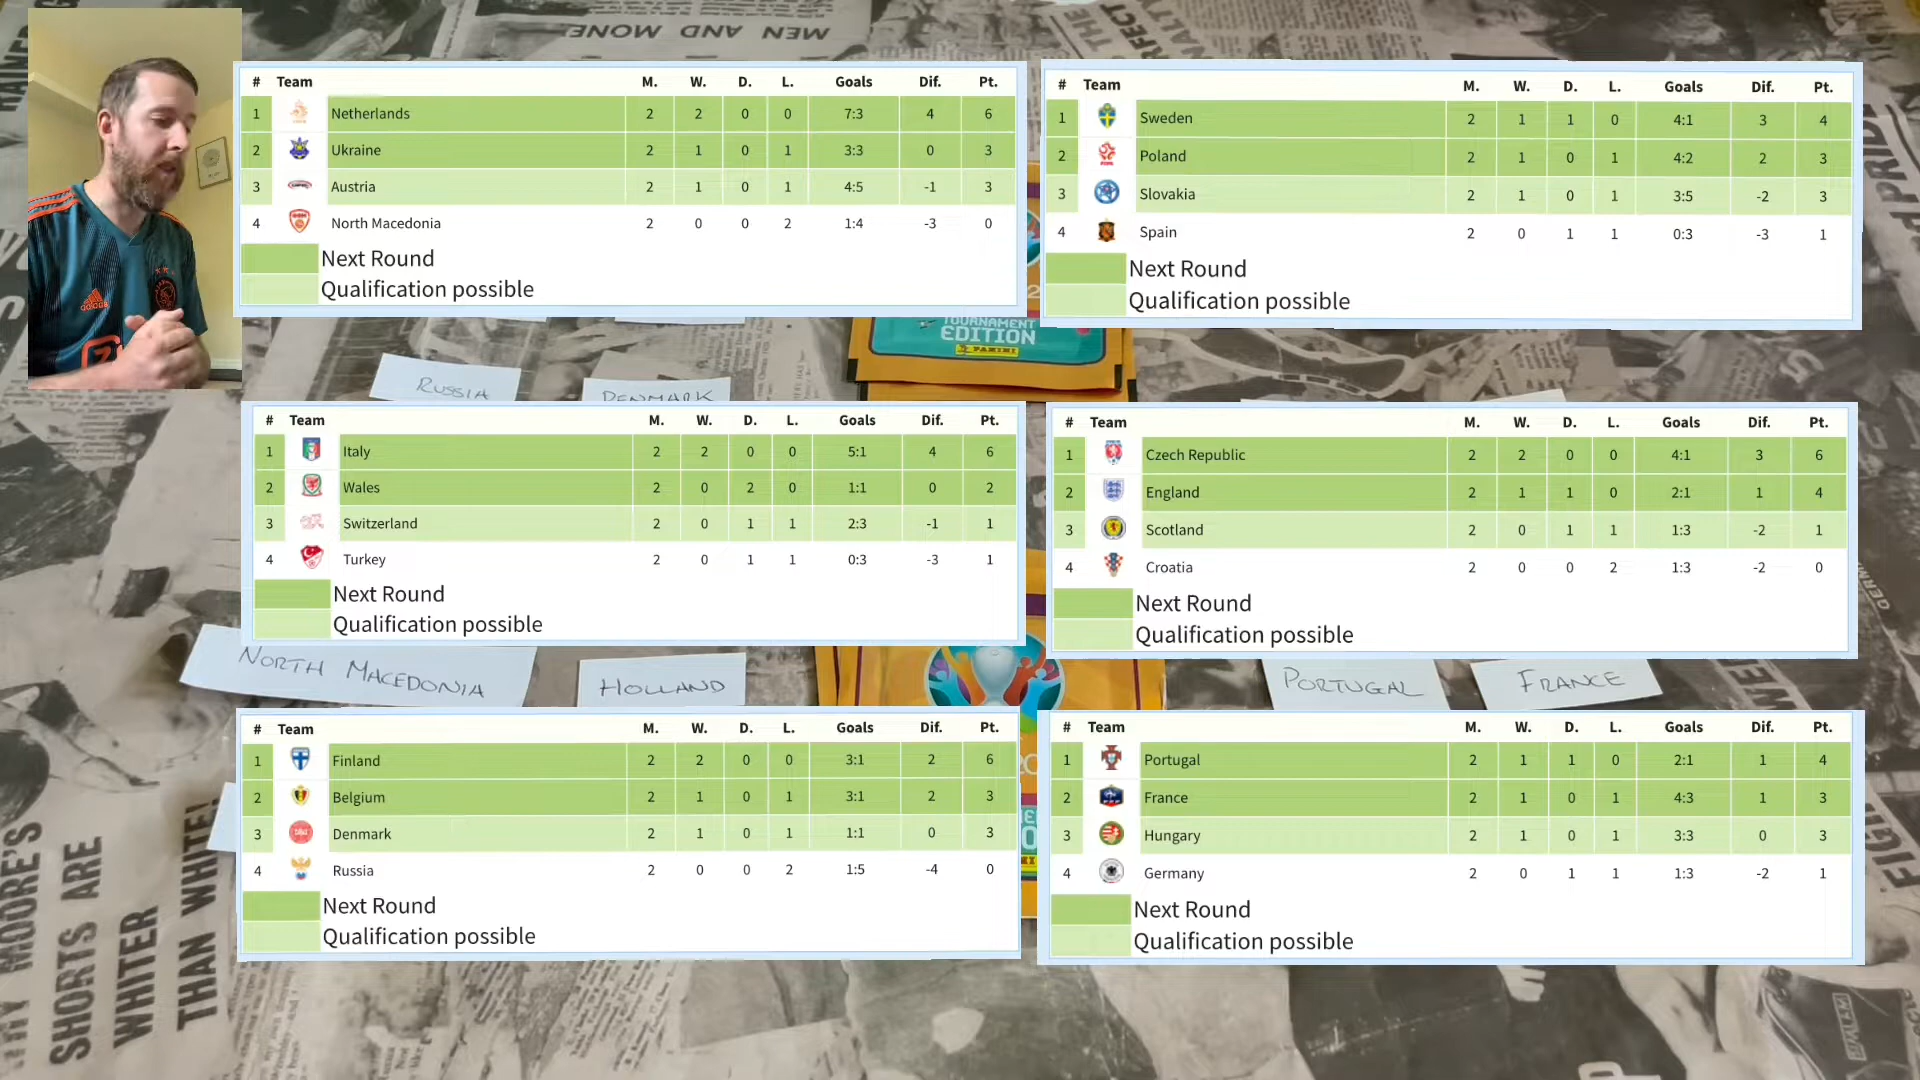 MEN AND WOMEN
# Team M. W. D. L. Goals Dif. Pt.
1 Netherlands 2 2 0 0 7:3 4 6
2 Ukraine 2 1 0 1 3:3 0 3
3 Austria 2 1 0 1 4:5 -1 3
4 North Macedonia 2 0 0 2 1:4 -3 0
Next Round
Qualification possible
# Team M. W. D. L. Goals Dif. Pt.
1 Sweden 2 1 1 0 4:1 3 4
2 Poland 2 1 0 1 4:2 2 3
3 Slovakia 2 1 0 1 3:5 -2 3
4 Spain 2 0 1 1 0:3 -3 1
Next Round
Qualification possible
TOURNAMENT
EDITION
PANINI
RUSSIA
DENMARK
# Team M. W. D. L. Goals Dif. Pt.
1 Italy 2 2 0 0 5:1 4 6
2 Wales 2 0 2 0 1:1 0 2
3 Switzerland 2 0 1 1 2:3 -1 1
4 Turkey 2 0 1 1 0:3 -3 1
Next Round
Qualification possible
# Team M. W. D. L. Goals Dif. Pt.
1 Czech Republic 2 2 0 0 4:1 3 6
2 England 2 1 1 0 2:1 1 4
3 Scotland 2 0 1 1 1:3 -2 1
4 Croatia 2 0 0 2 1:3 -2 0
Next Round
Qualification possible
NORTH MACEDONIA
HOLLAND
PORTUGAL
FRANCE
# Team M. W. D. L. Goals Dif. Pt.
1 Finland 2 2 0 0 3:1 2 6
2 Belgium 2 1 0 1 3:1 2 3
3 Denmark 2 1 0 1 1:1 0 3
4 Russia 2 0 0 2 1:5 -4 0
Next Round
Qualification possible
# Team M. W. D. L. Goals Dif. Pt.
1 Portugal 2 1 1 0 2:1 1 4
2 France 2 1 0 1 4:3 1 3
3 Hungary 2 1 0 1 3:3 0 3
4 Germany 2 0 1 1 1:3 -2 1
Next Round
Qualification possible
MOORE'S
SHORTS ARE
WHITER
THAN WHITE!